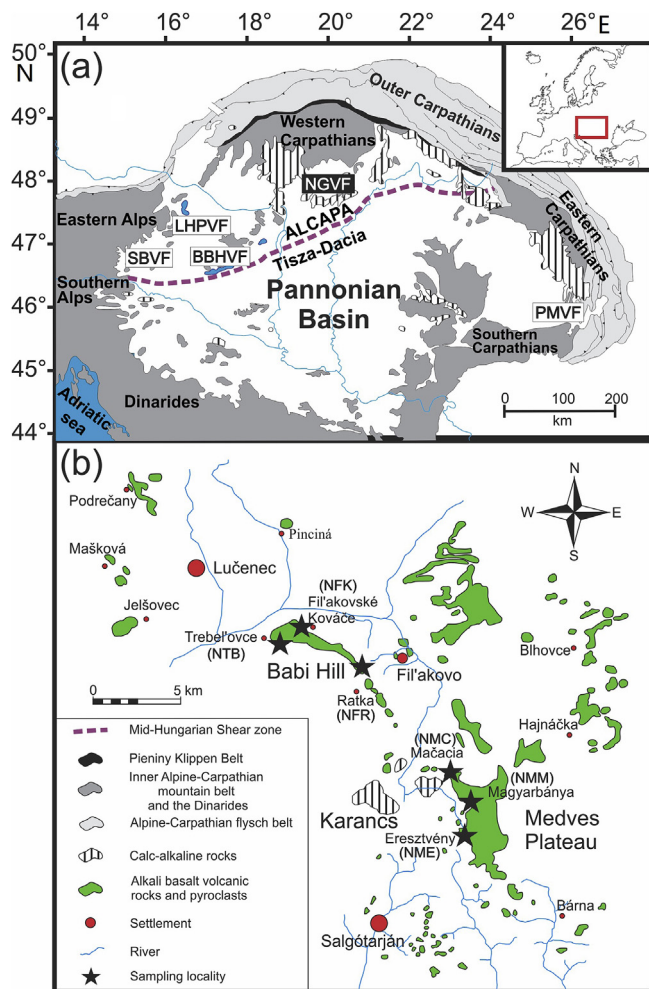 14° 16° 18° 20° 22° 24° 26° E
50°
N
49°
48°
47°
46°
45°
44°
(a)
Outer Carpathians
Western
Carpathians
NGVF
Eastern Alps
LHPVF
ALCAPA
Tisza-Dacia
SBVF
BBHVF
Eastern
Carpathians
Southern
Alps
Pannonian
Basin
PMVF
Southern
Carpathians
Dinarides
Adriatic
sea
0 100 200
km
(b)
N
W E
S
Podrečany
Pinciná
Mašková
Lučenec
(NFK)
Fil'akovské
Kováče
Jelšovec
Trebel'ovce
(NTB)
Babi Hill
Fil'akovo
Blhovce
0 5 km
Ratka
(NFR)
Hajnáčka
(NMC)
Mačacia
(NMM)
Magyarbánya
Karancs
Medves
Plateau
Eresztvény
(NME)
Bárna
Salgótarján
Mid-Hungarian Shear zone
Pieniny Klippen Belt
Inner Alpine-Carpathian
mountain belt
and the Dinarides
Alpine-Carpathian flysch belt
Calc-alkaline rocks
Alkali basalt volcanic
rocks and pyroclasts
Settlement
River
Sampling locality